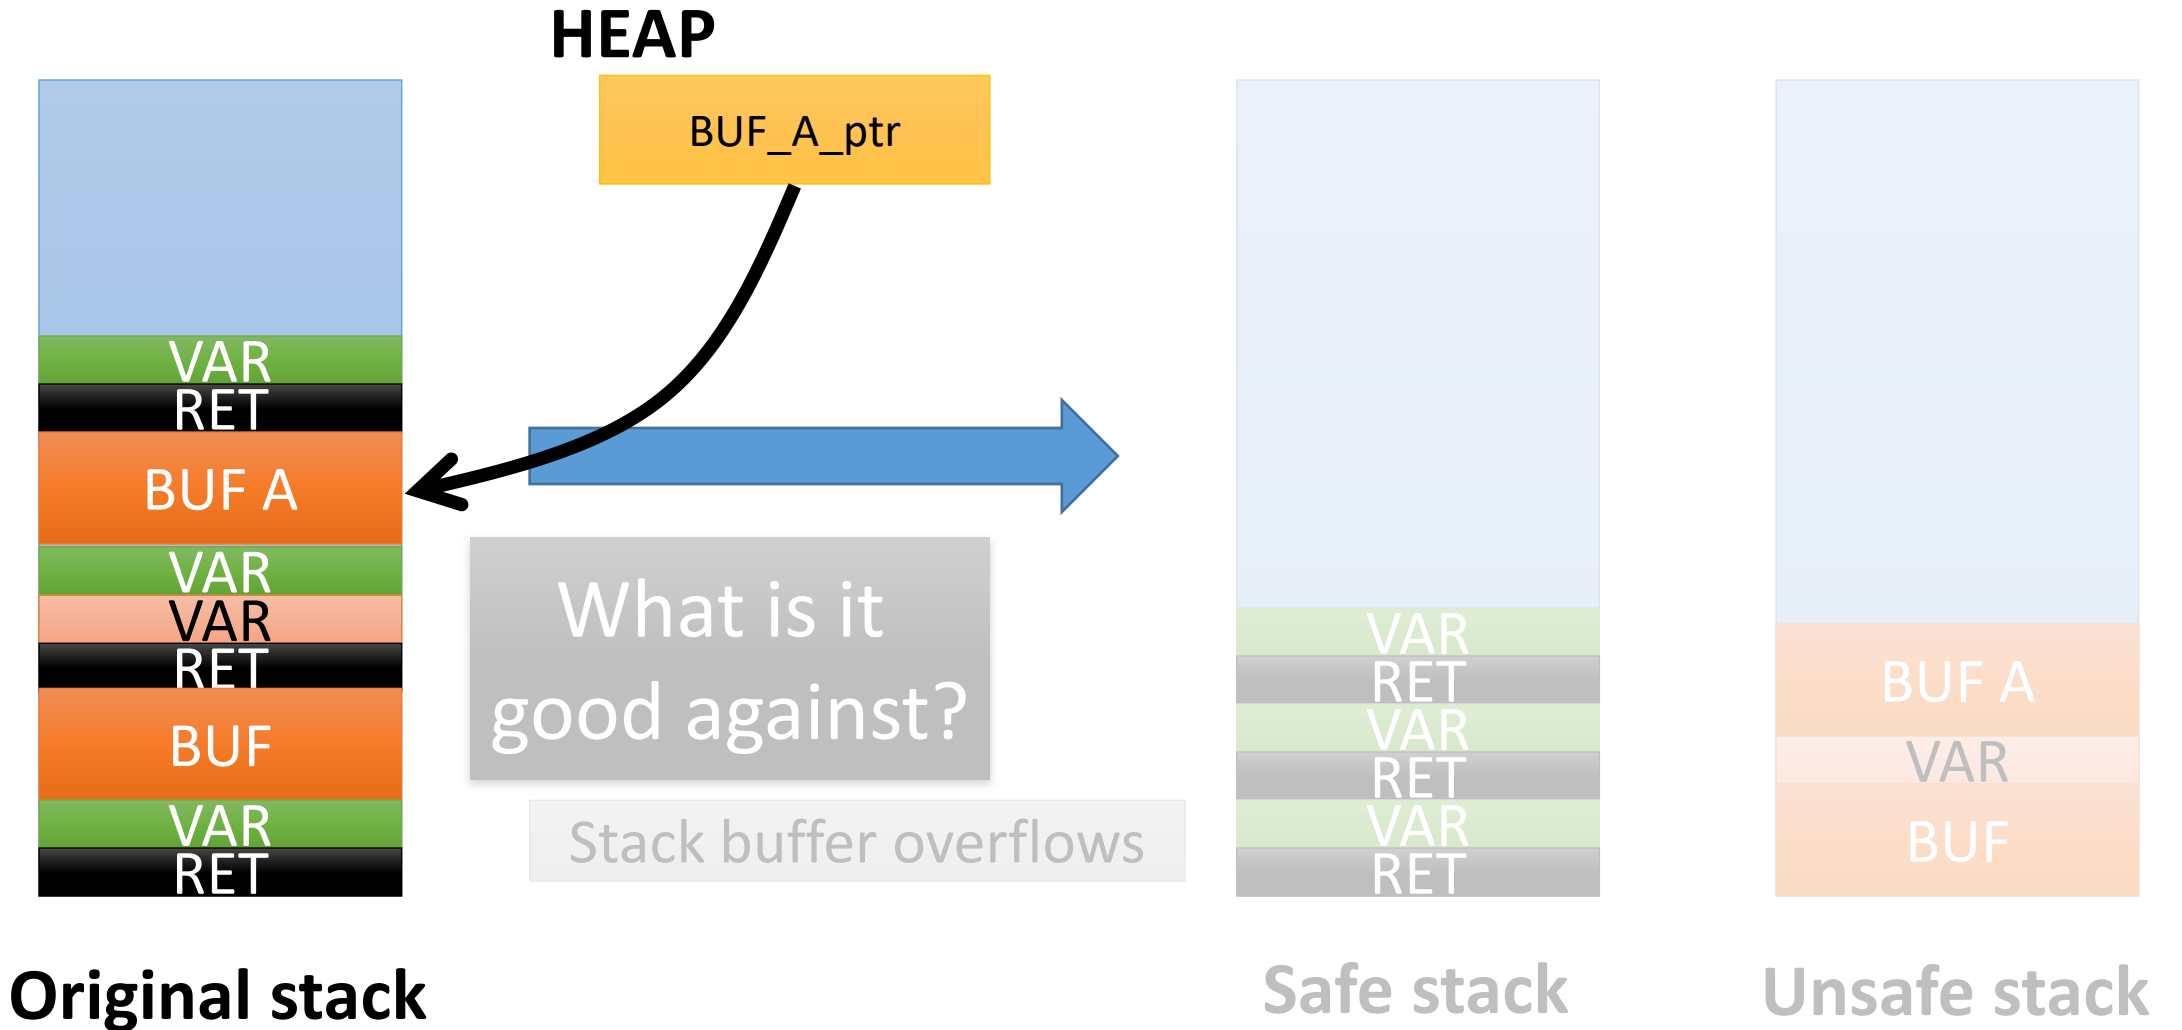 HEAP
BUF_A_ptr
VAR
RET
BUF A
VAR
VAR
RET
BUF
VAR
RET
Original stack
What is it
good against?
Stack buffer overflows
VAR
RET
VAR
RET
VAR
RET
Safe stack
BUF A
VAR
BUF
Unsafe stack